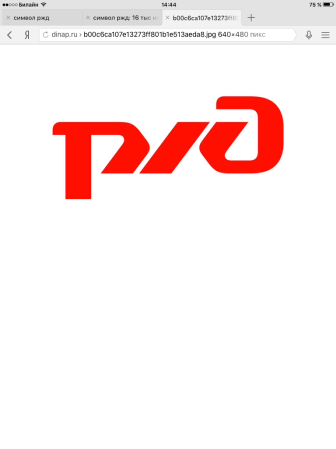 Билайн 14:44 75 %
символ ржд символ ржд: 16 тыс и b00c6ca107e13273ff8
dinap.ru › b00c6ca107e13273ff801b1e513aeda8.jpg 640×480 пикс
ржд